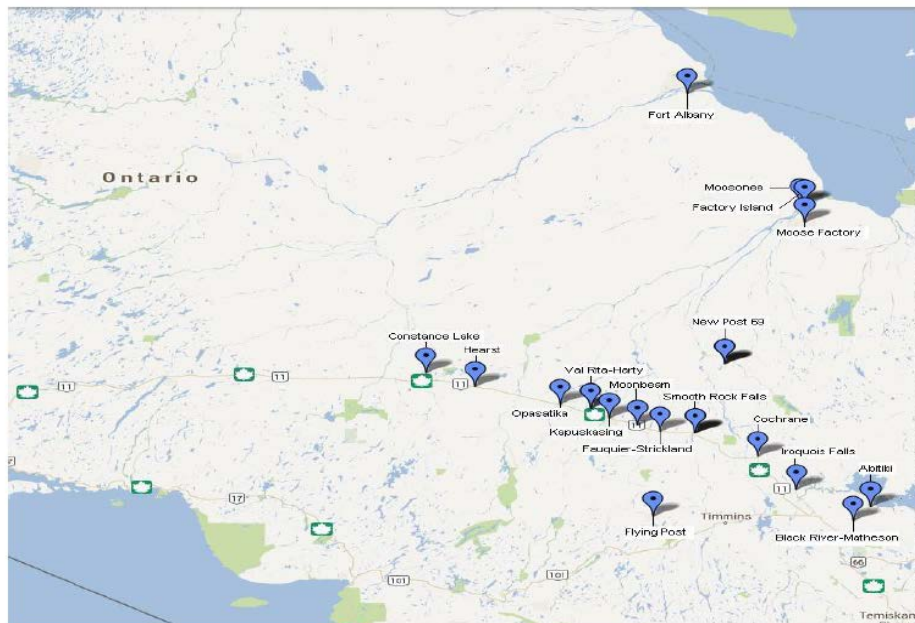 Fort Albany
Ontario
Moosonee
Factory Island
Moose Factory
New Post 69
Constance Lake
Hearst
Val Rita-Harty
Moonbeam
11
11
11
Smooth Rock Falls
Opasatika
11
Kapuskasing
Cochrane
Fauquier-Strickland
Iroquois Falls
Abitibi
11
17
Flying Post
Timmins
Black River-Matheson
66
101
101
Temiskam